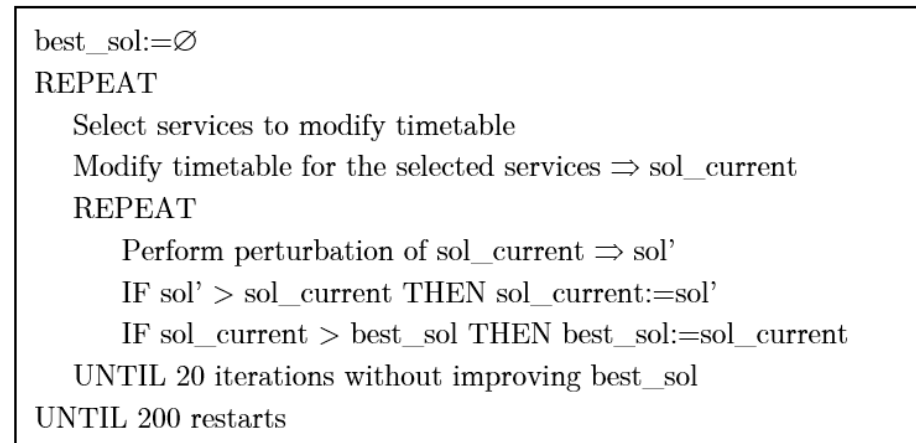 best_sol:=∅
REPEAT
Select services to modify timetable
Modify timetable for the selected services ⇒ sol_current
REPEAT
Perform perturbation of sol_current ⇒ sol’
IF sol’ > sol_current THEN sol_current:=sol’
IF sol_current > best_sol THEN best_sol:=sol_current
UNTIL 20 iterations without improving best_sol
UNTIL 200 restarts